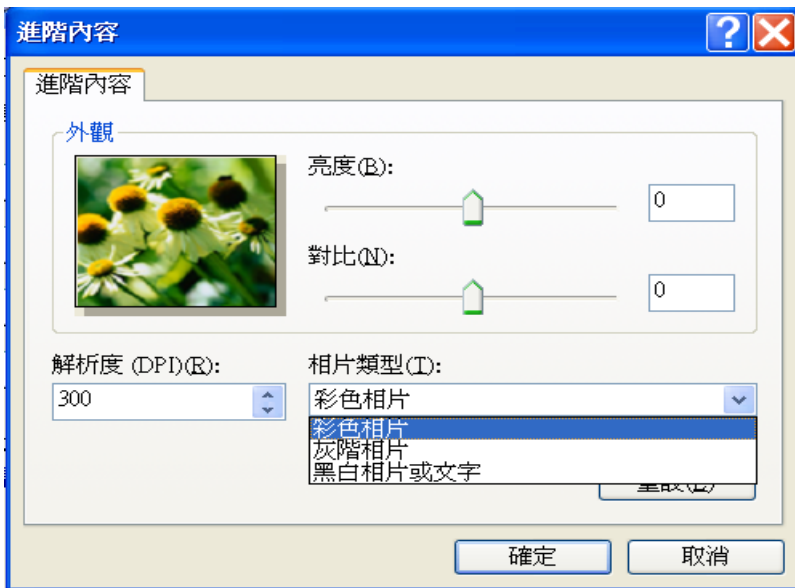 進階內容
進階內容
外觀
亮度(B):
0
對比(N):
0
解析度 (DPI)(R):
300
相片類型(T):
彩色相片
彩色相片
灰階相片
黑白相片或文字
確定
取消